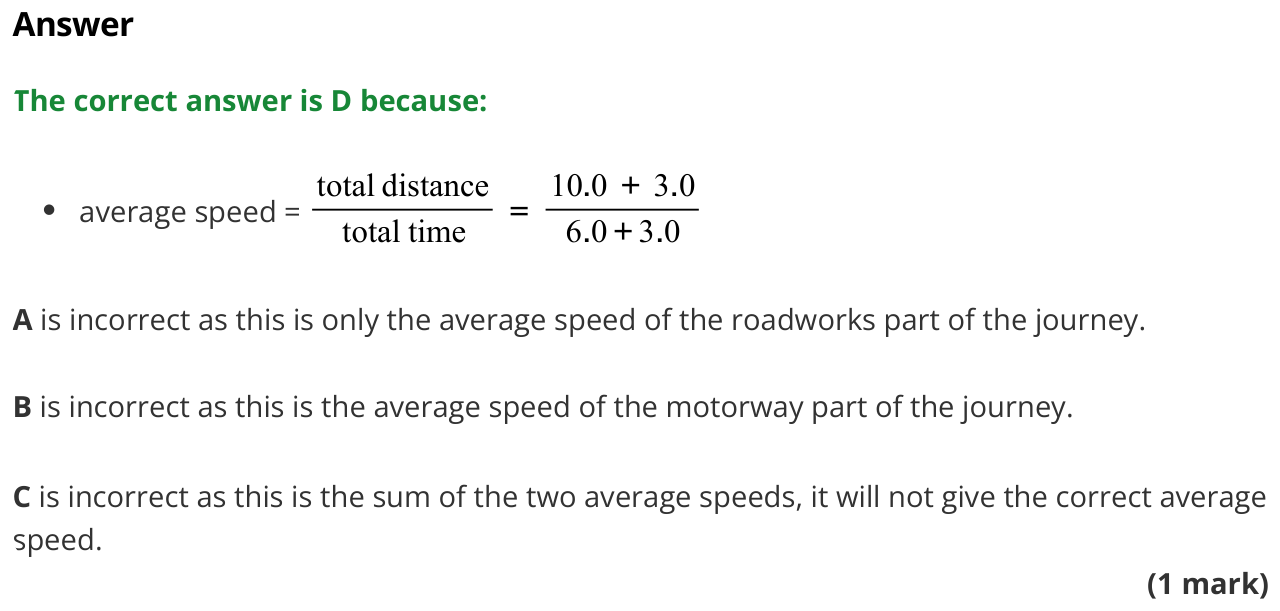 Answer
The correct answer is D because:
• average speed = total distance / total time = 10.0 + 3.0 / 6.0 + 3.0
A is incorrect as this is only the average speed of the roadworks part of the journey.
B is incorrect as this is the average speed of the motorway part of the journey.
C is incorrect as this is the sum of the two average speeds, it will not give the correct average
speed.
(1 mark)